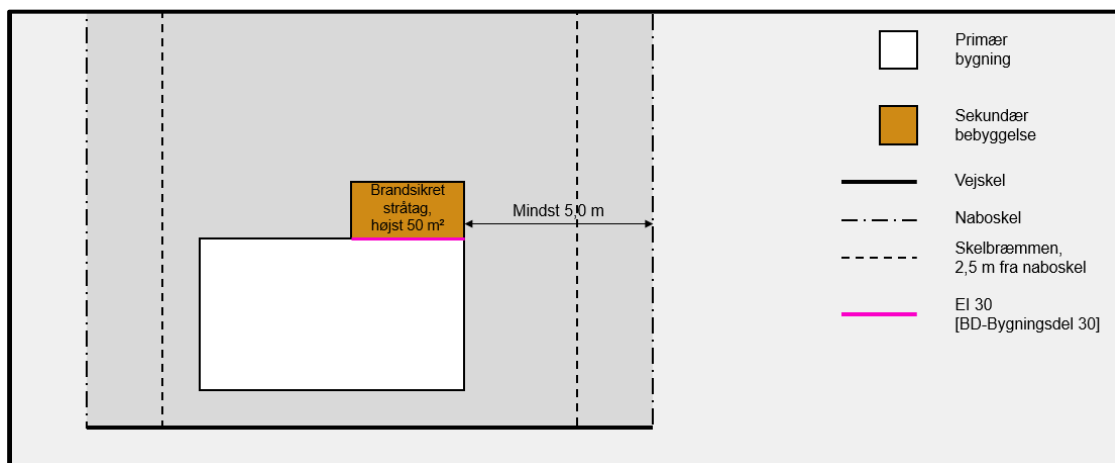 Brandsikret
stråtag,
højst 50 m²
Mindst 5,0 m
Primær
bygning
Sekundær
bebyggelse
Vejskel
Naboskel
Skelbræmmen,
2,5 m fra naboskel
EI 30
[BD-Bygningsdel 30]